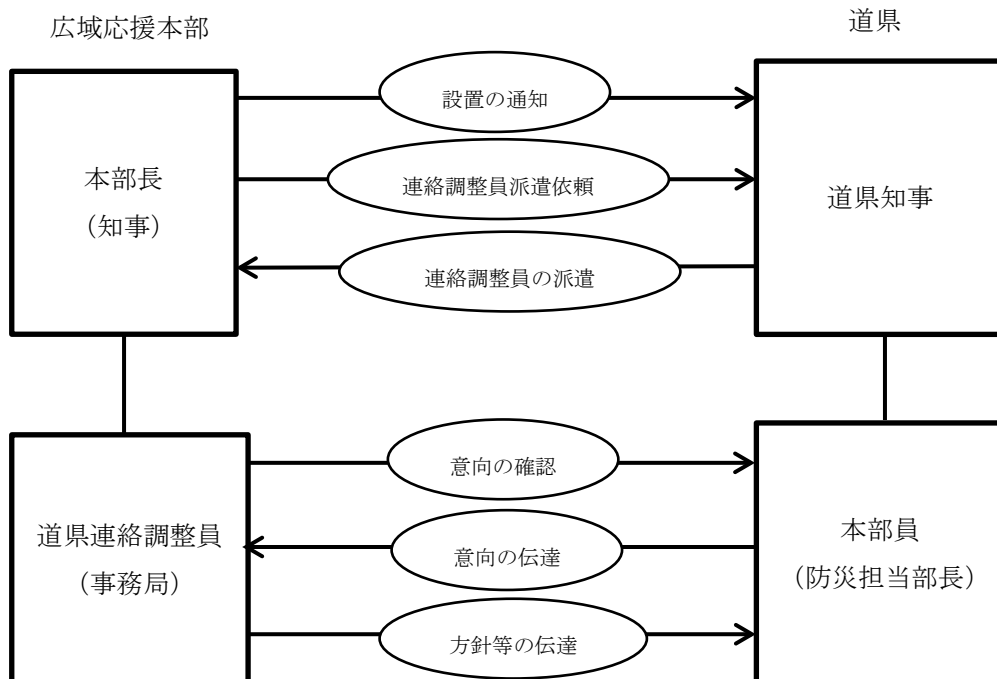 広域応援本部
道県
本部長
（知事）
設置の通知
連絡調整員派遣依頼
連絡調整員の派遣
道県知事
道県連絡調整員
（事務局）
意向の確認
意向の伝達
方針等の伝達
本部員
（防災担当部長）